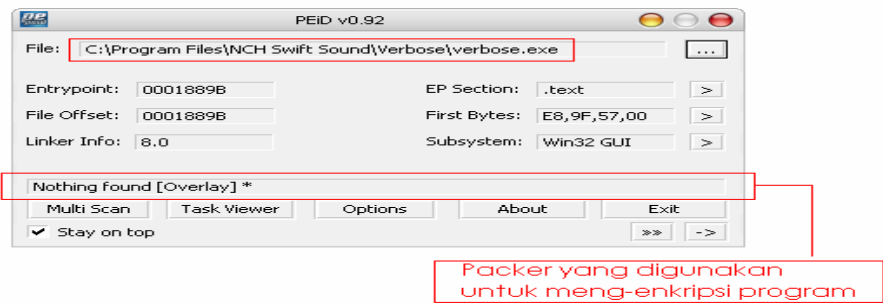 PEiD v0.92
File: C:\Program Files\NCH Swift Sound\Verbose\verbose.exe ...
Entrypoint: 0001889B EP Section: .text >
File Offset: 0001889B First Bytes: E8,9F,57,00 >
Linker Info: 8.0 Subsystem: Win32 GUI >
Nothing found [Overlay] *
Multi Scan Task Viewer Options About Exit
Stay on top »» ->
Packer yang digunakan
untuk meng-enkripsi program